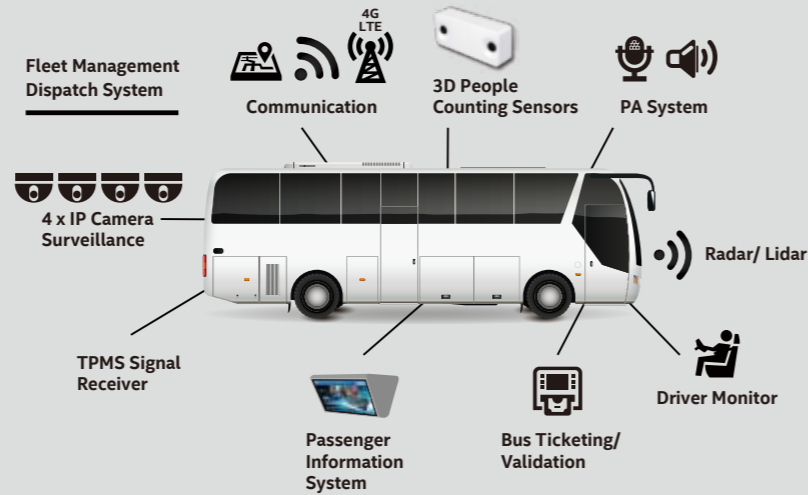 Fleet Management
Dispatch System
4G
LTE
Communication
3D People
Counting Sensors
PA System
4 x IP Camera
Surveillance
Radar/ Lidar
TPMS Signal
Receiver
Passenger
Information
System
Bus Ticketing/
Validation
Driver Monitor